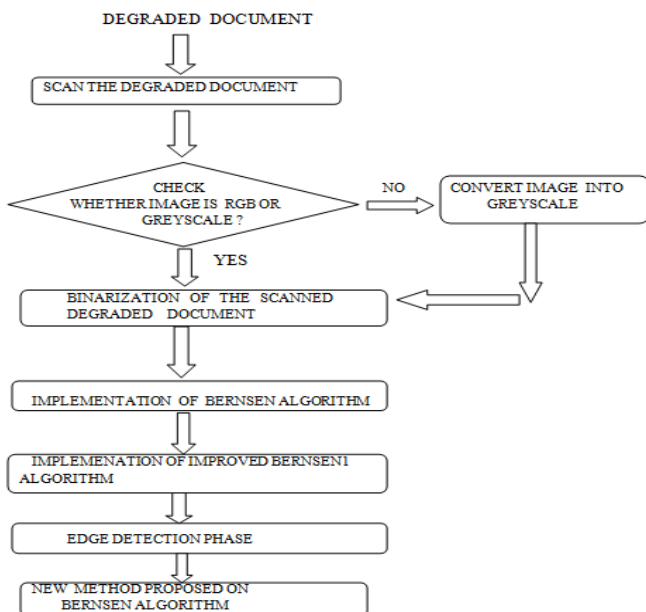 DEGRADED DOCUMENT
SCAN THE DEGRADED DOCUMENT
CHECK
WHETHER IMAGE IS RGB OR
GREYSCALE ?
NO
CONVERT IMAGE INTO
GREYSCALE
YES
BINARIZATION OF THE SCANNED
DEGRADED DOCUMENT
IMPLEMENTATION OF BERNSEN ALGORITHM
IMPLEMENATION OF IMPROVED BERNSEN1
ALGORITHM
EDGE DETECTION PHASE
NEW METHOD PROPOSED ON
BERNSEN ALGORITHM